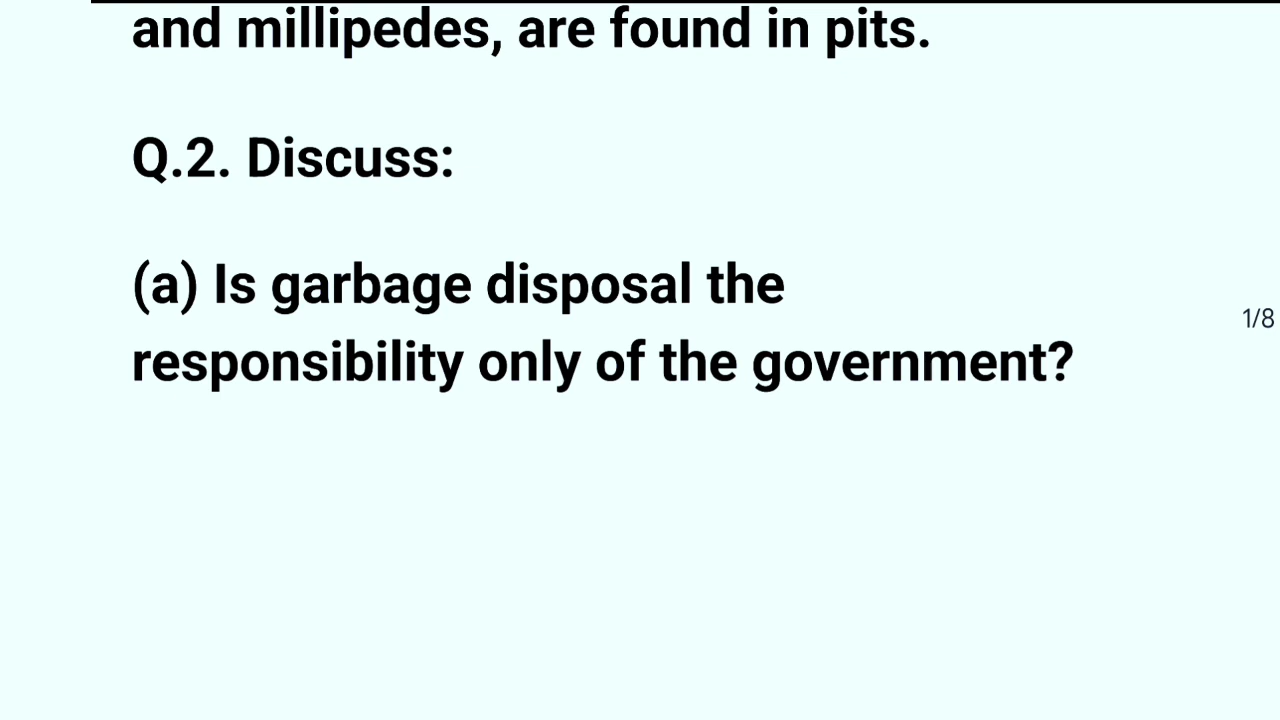 and millipedes, are found in pits.
Q.2. Discuss:
(a) Is garbage disposal the
responsibility only of the government?
1/8